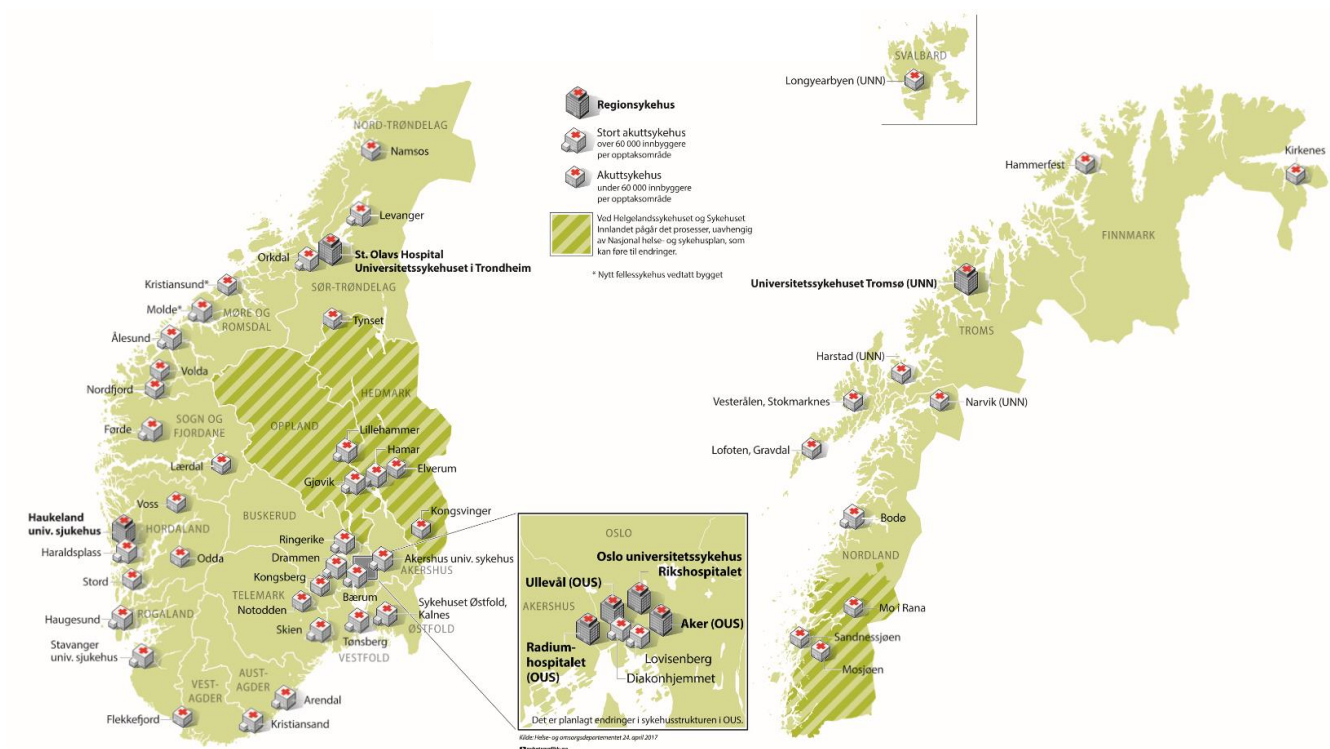 NORD-TRØNDELAG
Namsos
Levanger
Orkdal
St. Olavs Hospital
Universitetssykehuset i Trondheim
SØR-TRØNDELAG
Kristiansund*
Molde*
MØRE OG
ROMSDAL
Tynset
Ålesund
Volda
Nordfjord
HEDMARK
OPPLAND
SOGN OG
FJORDANE
Førde
Lillehammer
Hamar
Elverum
Gjøvik
Lærdal
Voss
Haukeland
univ. sjukehus
HORDALAND
BUSKERUD
Kongsvinger
Ringerike
Haraldsplass
Odda
Drammen
Akershus univ. sykehus
AKERSHUS
Kongsberg
Stord
TELEMARK
Bærum
Notodden
Sykehuset Østfold,
Kalnes
ØSTFOLD
Haugesund
ROGALAND
Skien
Tønsberg
VESTFOLD
Stavanger
univ. sjukehus
AUST-
AGDER
VEST-
AGDER
Arendal
Flekkefjord
Kristiansand
Regionsykehus
Stort akuttsykehus
over 60 000 innbyggere
per opptaksområde
Akuttsykehus
under 60 000 innbyggere
per opptaksområde
Ved Helgelandssykehuset og Sykehuset
Innlandet pågår det prosesser, uavhengig
av Nasjonal helse- og sykehusplan, som
kan føre til endringer.
* Nytt fellessykehus vedtatt bygget
OSLO
Oslo universitetssykehus
Rikshospitalet
Ullevål (OUS)
AKERSHUS
Aker (OUS)
Radium-
hospitalet
(OUS)
Lovisenberg
Diakonhjemmet
Det er planlagt endringer i sykehusstrukturen i OUS.
Kilde: Helse- og omsorgsdepartementet 24. april 2017
SVALBARD
Longyearbyen (UNN)
Kirkenes
Hammerfest
FINNMARK
Universitetssykehuset Tromsø (UNN)
TROMS
Harstad (UNN)
Vesterålen, Stokmarknes
Narvik (UNN)
Lofoten, Gravdal
Bodø
NORDLAND
Mo i Rana
Sandnessjøen
Mosjøen